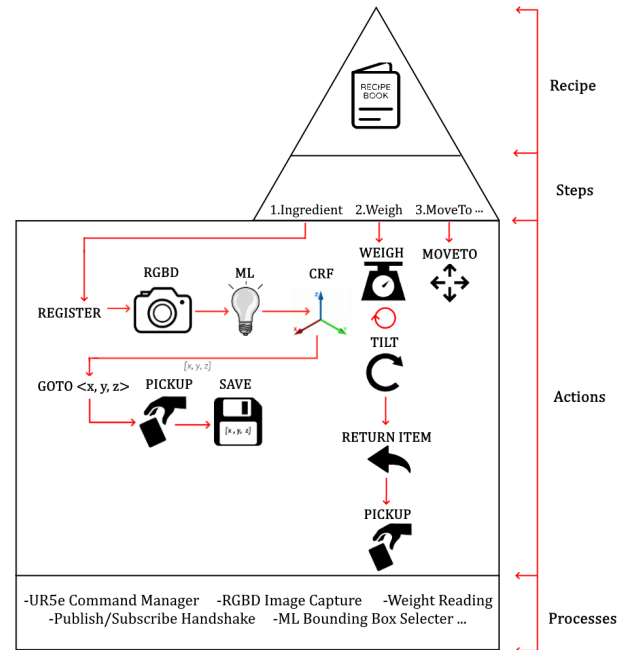 RECIPE
BOOK
Recipe
Steps
1.Ingredient 2.Weigh 3.MoveTo ...
WEIGH
MOVETO
RGBD
ML
CRF
z
x
y
REGISTER
TILT
[x, y, z]
GOTO <x, y, z>
PICKUP
SAVE
[x , y, z]
Actions
RETURN ITEM
PICKUP
-UR5e Command Manager -RGBD Image Capture -Weight Reading
-Publish/Subscribe Handshake -ML Bounding Box Selecter ...
Processes